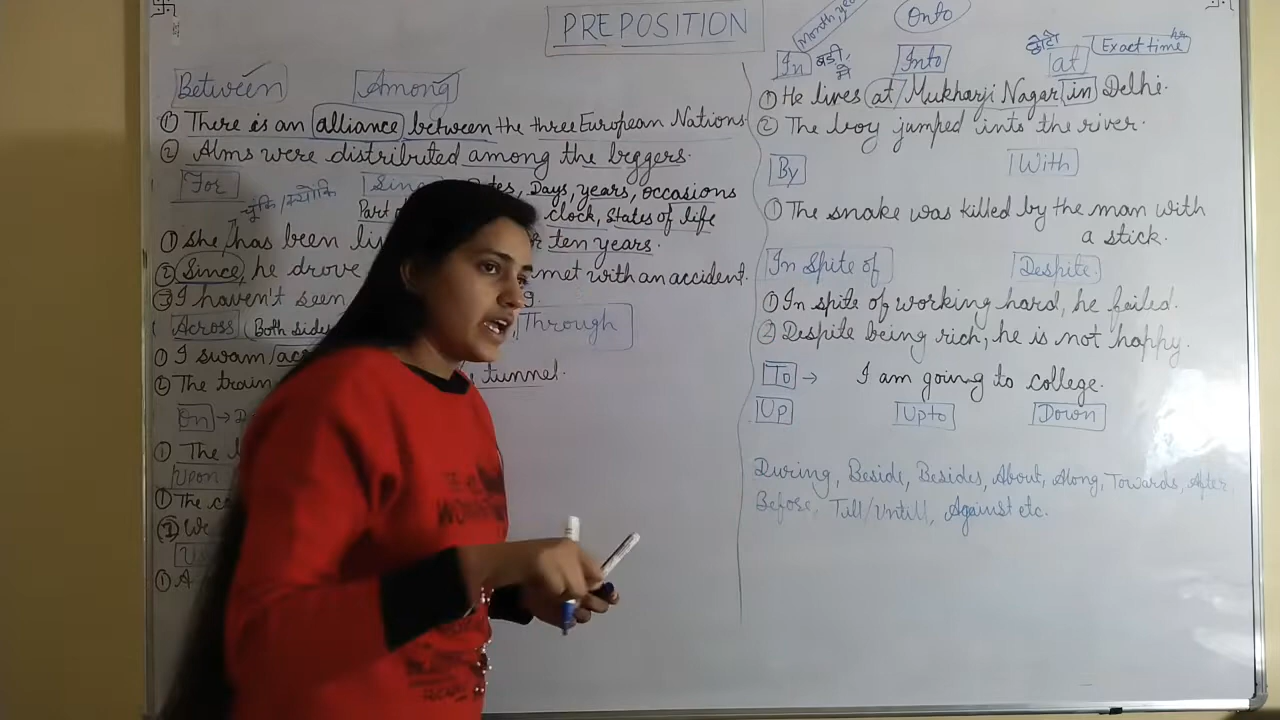 PREPOSITION
Between Among
① There is an alliance between the three European Nations.
② Alms were distributed among the beggers.
For Since Dates, Days, years, occasions
चूंकि/क्योंकि Part of clock, States of life
① she has been ten years.
② Since, he drove met with an accident.
③ I haven't seen
Across (Both sides Through
① I swam
② The train tunnel.
On →
① The
Upon
① The
② We
① A
Month, year Onto
In बड़ी, में Into छोटे at Exact time hr
① He lives at Mukharji Nagar in Delhi.
② The boy jumped into the river.
By With
① The snake was killed by the man with
a stick.
In Spite of Despite.
① In spite of working hard, he failed.
② Despite being rich, he is not happy.
To → I am going to college.
Up Upto Down
During, Beside, Besides, About, Along, Towards, After,
Before, Till/Untill, Against etc.